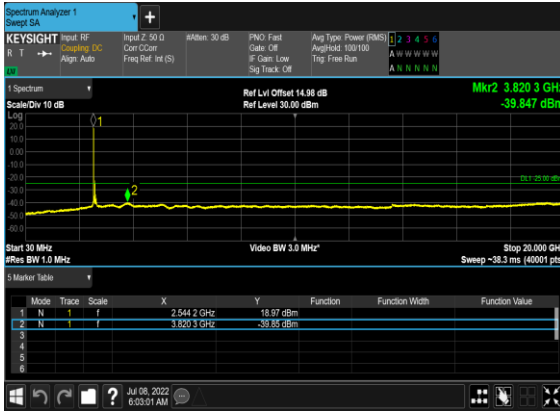 Spectrum Analyzer 1
Swept SA
+
KEYSIGHT Input: RF Input Z: 50 Ω #Atten: 30 dB PNO: Fast Avg Type: Power (RMS) 1 2 3 4 5 6
R T Coupling: DC Corr CCorr Gate: Off Avg|Hold: 100/100 A W W W W W
Align: Auto Freq Ref: Int (S) IF Gain: Low Trig: Free Run
Sig Track: Off A N N N N N
1 Spectrum Ref Lvl Offset 14.98 dB Mkr2 3.820 3 GHz
Scale/Div 10 dB Ref Level 30.00 dBm -39.847 dBm
Log
20.0
10.0
0.00
-10.0
-20.0
-30.0
-40.0
-50.0
-60.0
1
2
DL1 -25.00 dBm
Start 30 MHz Video BW 3.0 MHz* Stop 20.000 GHz
#Res BW 1.0 MHz Sweep ~38.3 ms (40001 pts)
5 Marker Table
Mode Trace Scale X Y Function Function Width Function Value
1 N 1 f 2.544 2 GHz 18.97 dBm
2 N 1 f 3.820 3 GHz -39.85 dBm
3
4
5
6
? Jul 08, 2022
6:03:01 AM